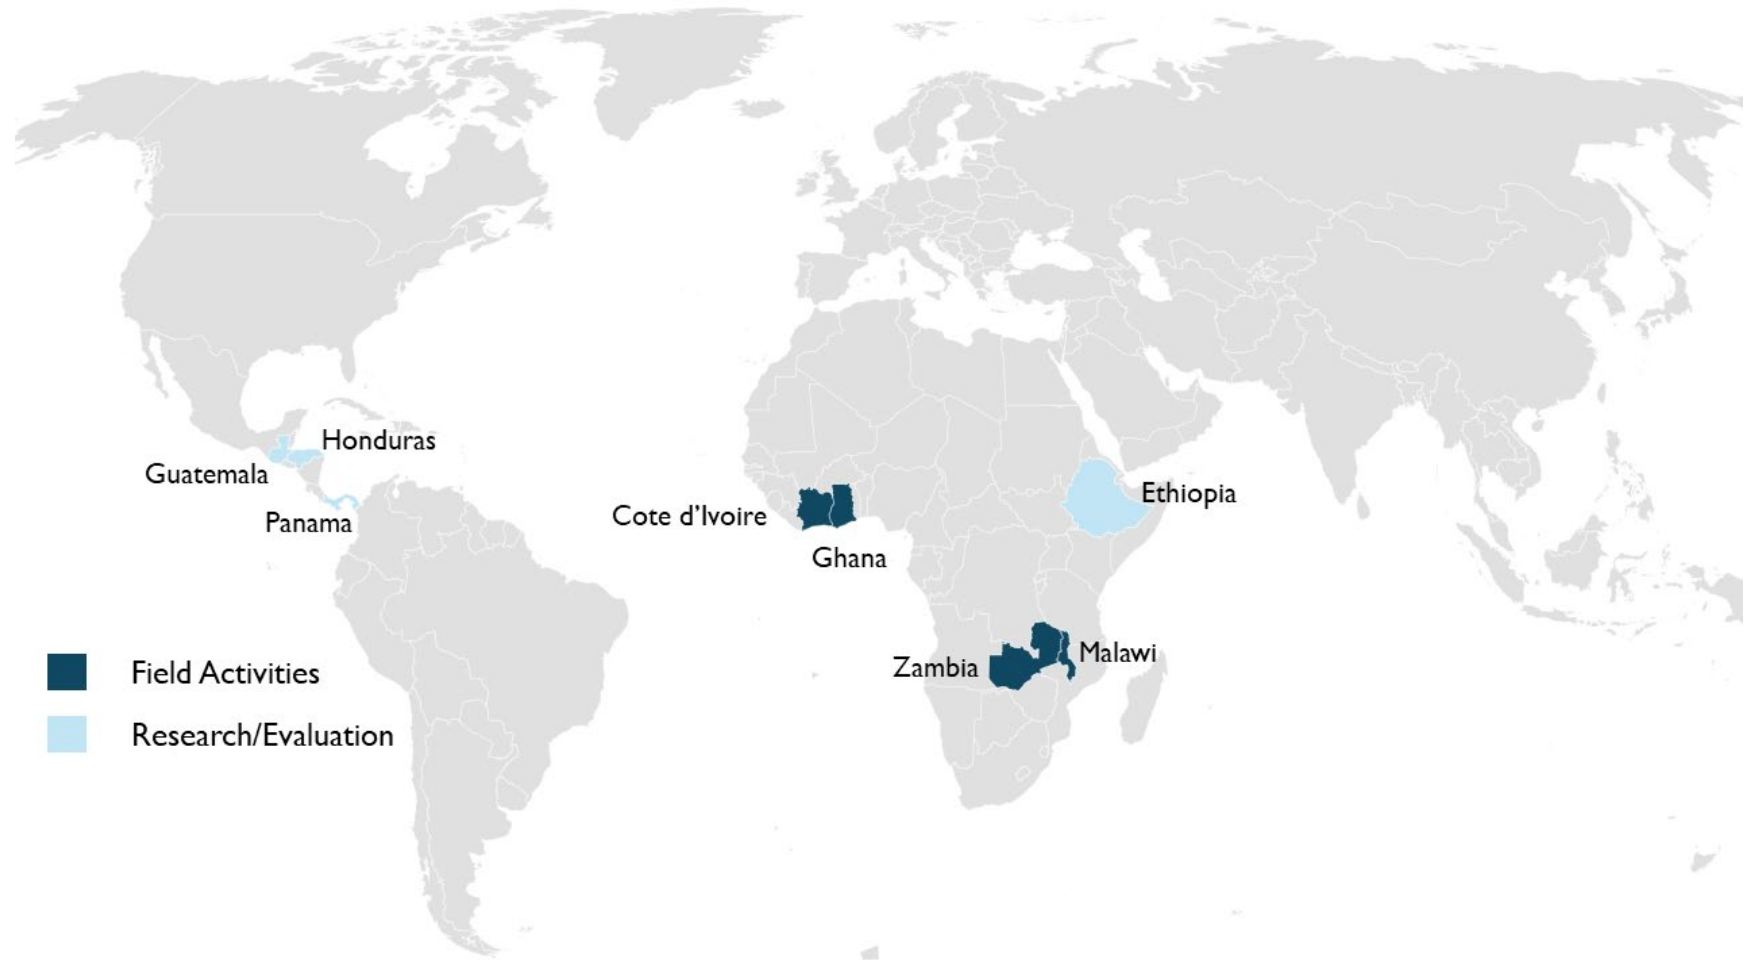 Honduras
Guatemala
Panama
Cote d'Ivoire
Ghana
Ethiopia
Zambia
Malawi
Field Activities
Research/Evaluation